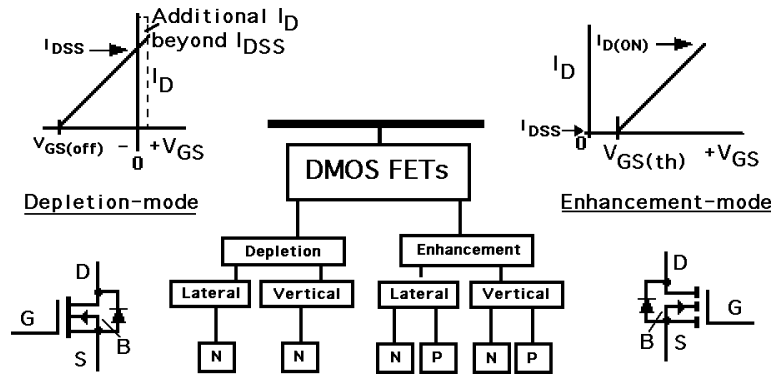 Additional I_D
beyond I_DSS
I_DSS
I_D
V_GS(off) - 0 +V_GS
Depletion-mode
I_D(ON)
I_D
I_DSS
0 V_GS(th) +V_GS
Enhancement-mode
DMOS FETs
Depletion Enhancement
Lateral Vertical Lateral Vertical
N N N P N P
D
G
B
S
D
G
B
S